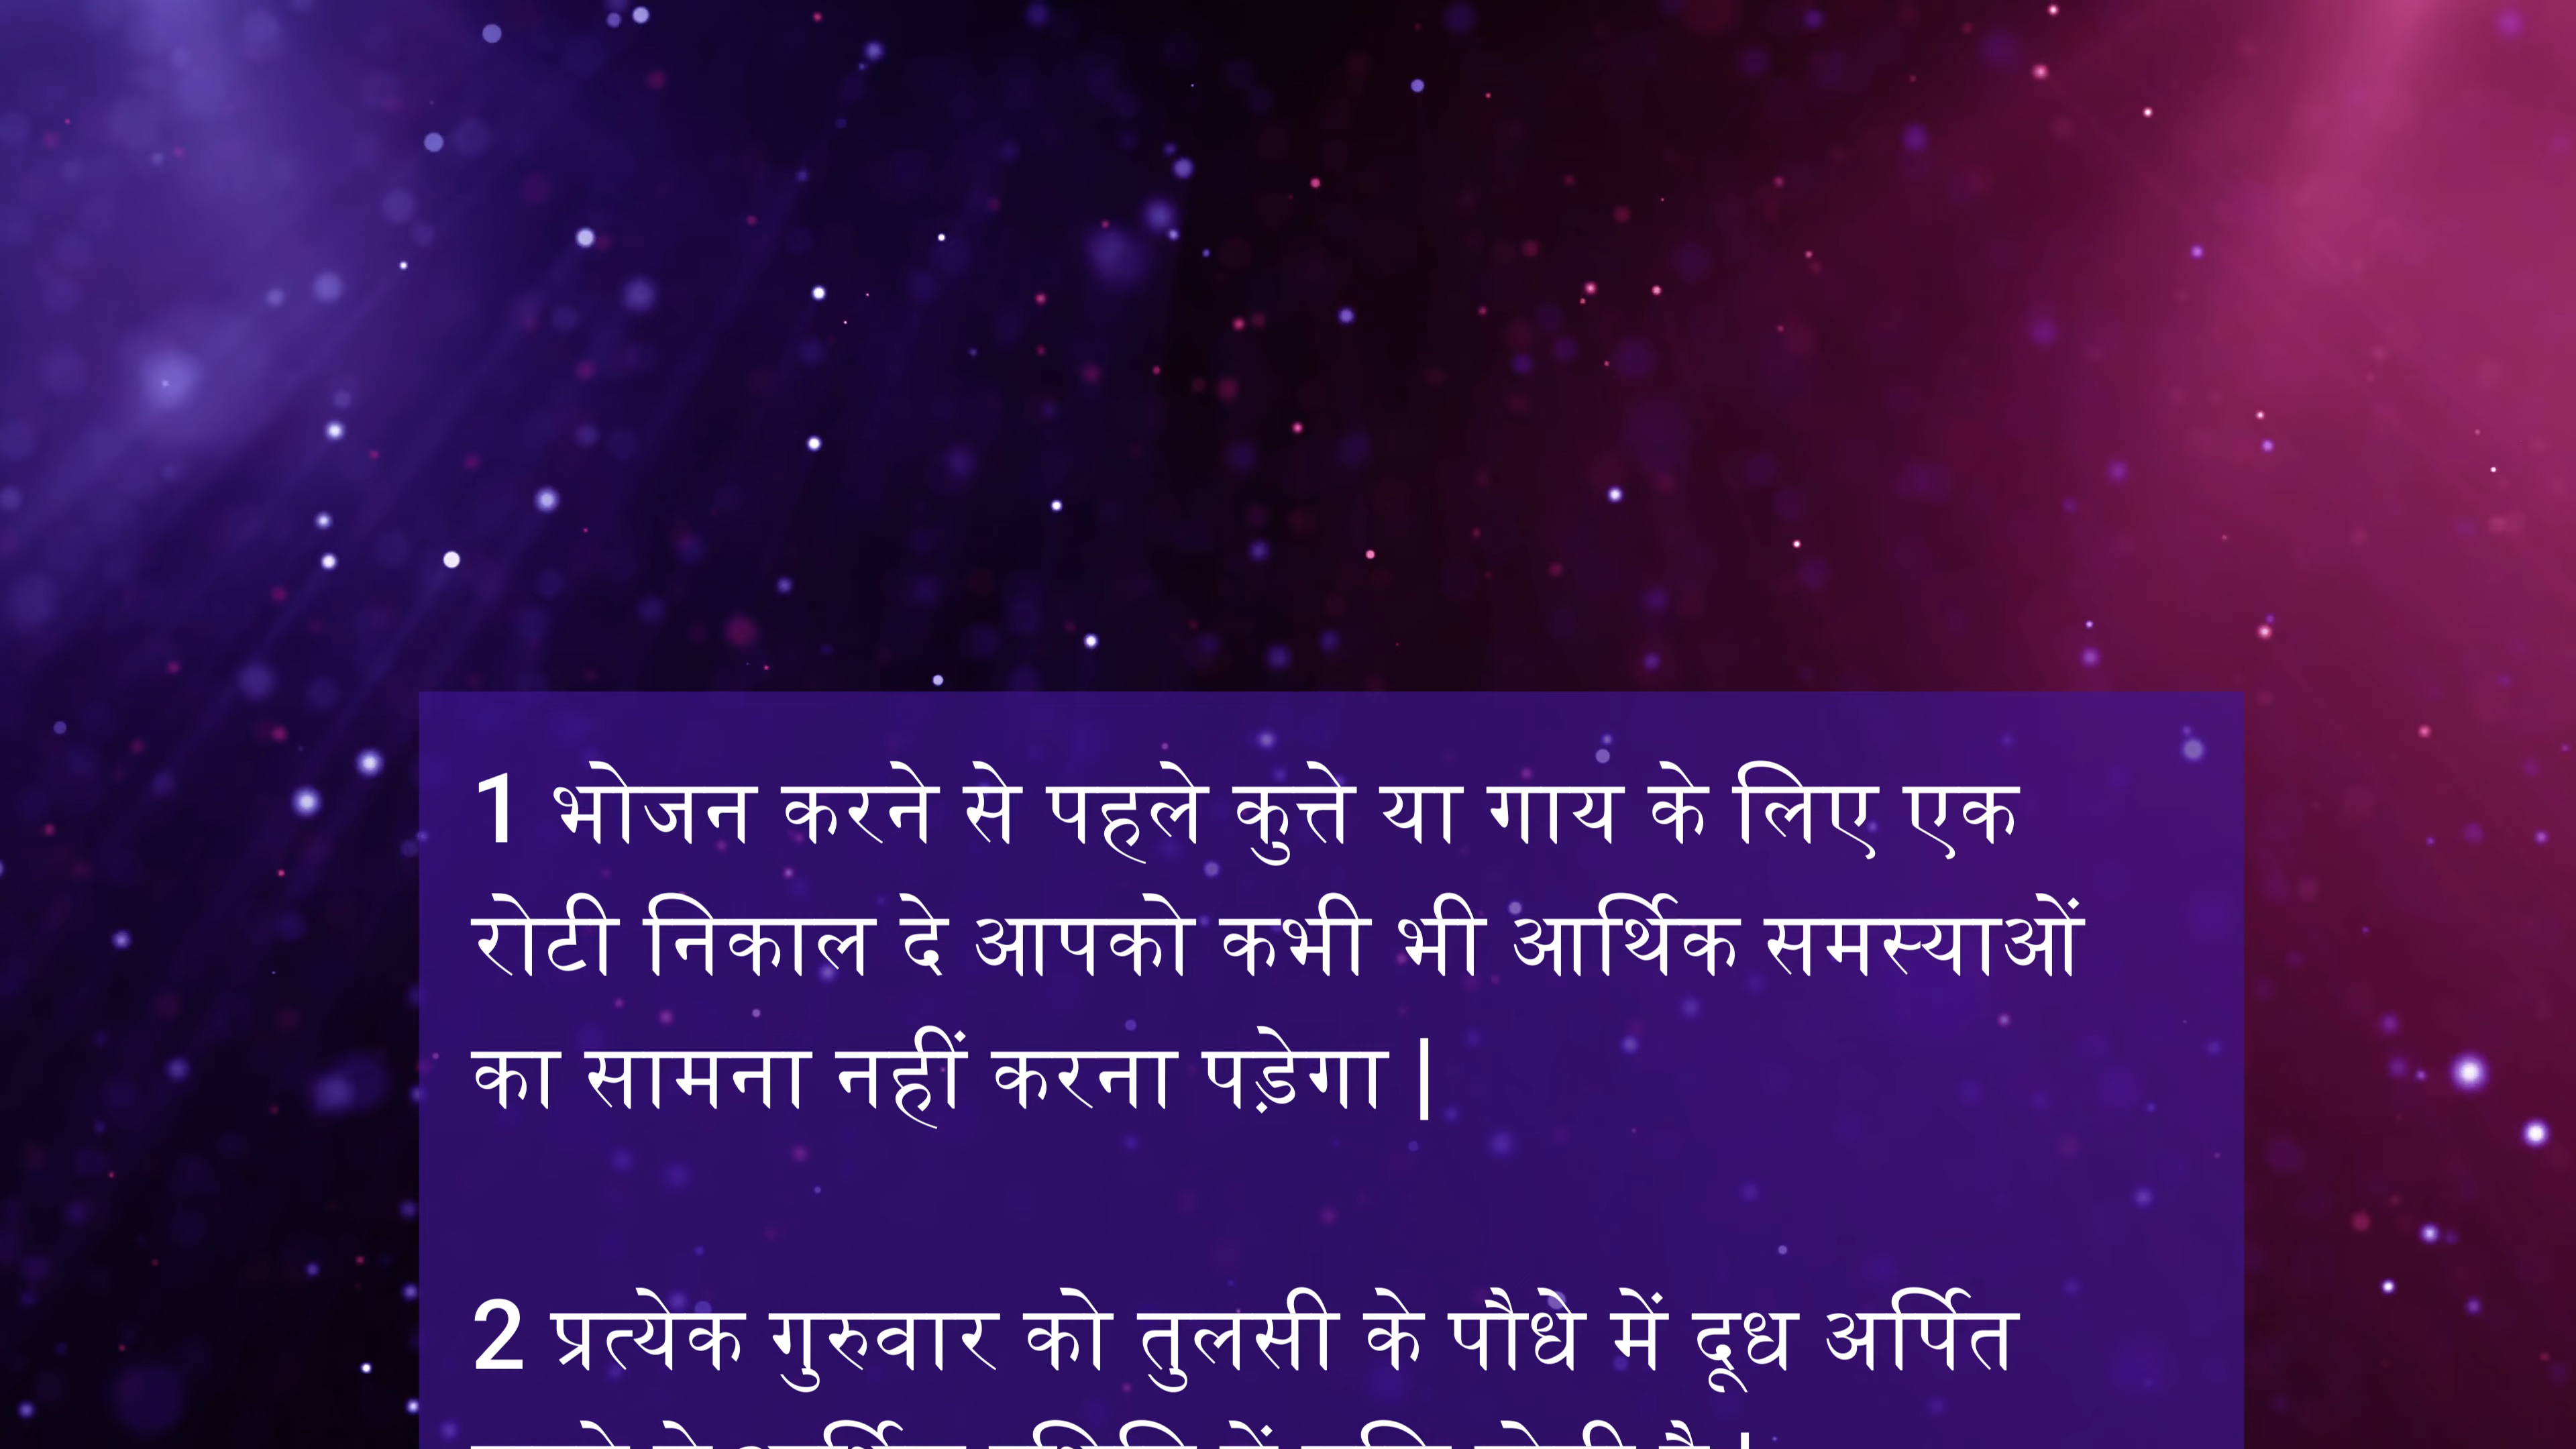 1 भोजन करने से पहले कुत्ते या गाय के लिए एक
रोटी निकाल दे आपको कभी भी आर्थिक समस्याओं
का सामना नहीं करना पड़ेगा |
2 प्रत्येक गुरुवार को तुलसी के पौधे में दूध अर्पित